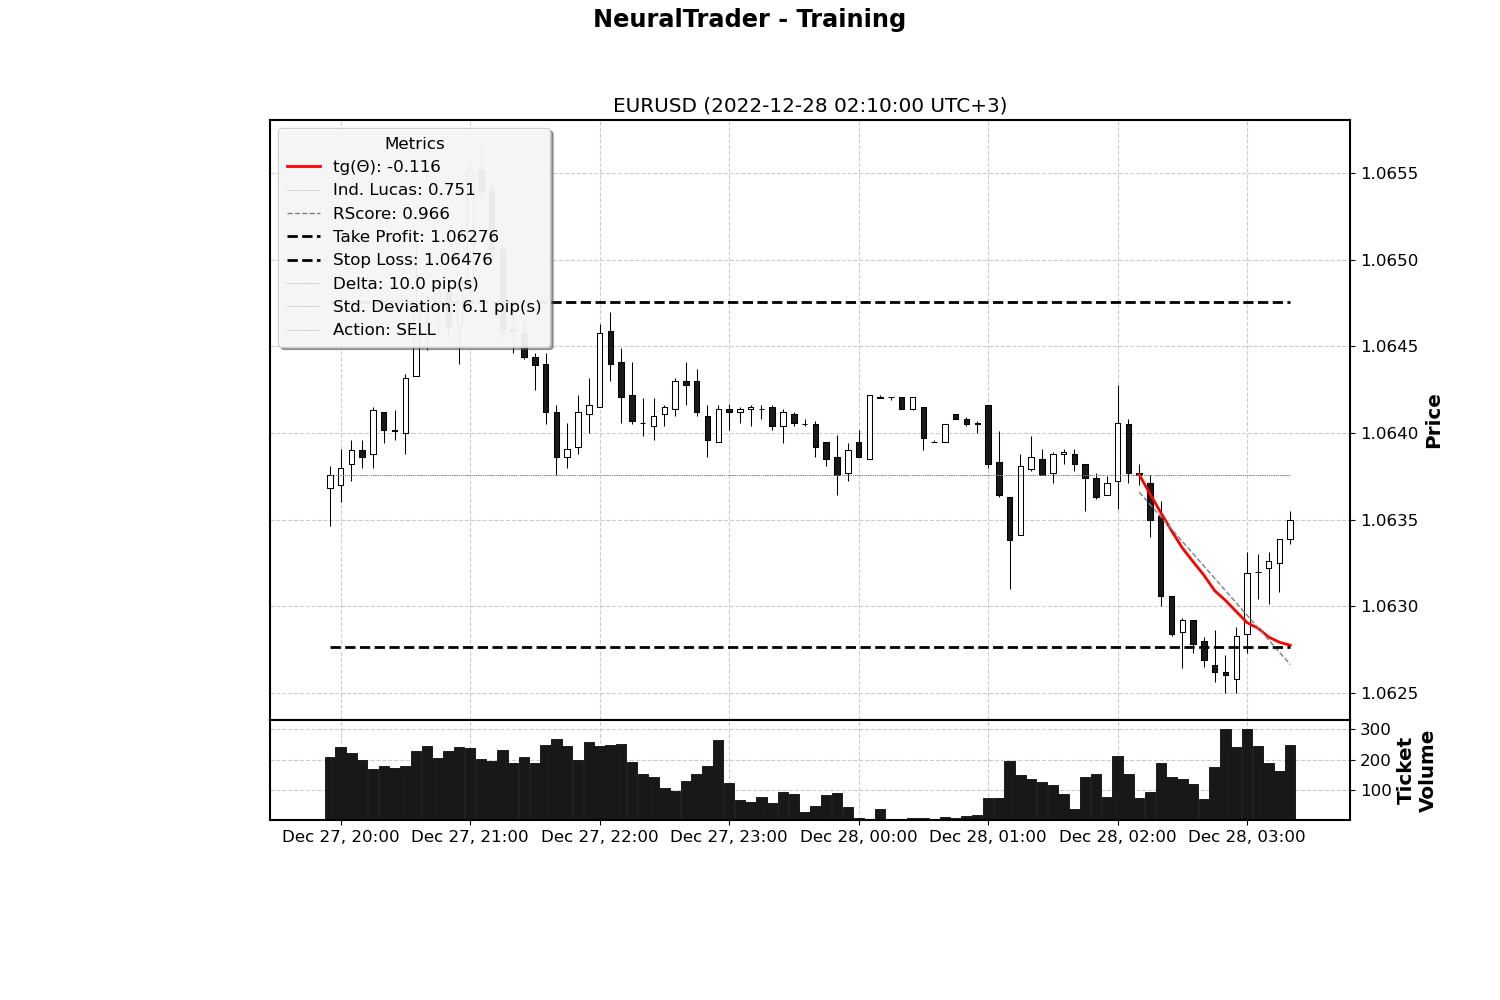 NeuralTrader - Training
EURUSD (2022-12-28 02:10:00 UTC+3)
Metrics
tg(Θ): -0.116
Ind. Lucas: 0.751
RScore: 0.966
Take Profit: 1.06276
Stop Loss: 1.06476
Delta: 10.0 pip(s)
Std. Deviation: 6.1 pip(s)
Action: SELL
1.0655
1.0650
1.0645
1.0640
1.0635
1.0630
1.0625
Price
300
200
100
Ticket
Volume
Dec 27, 20:00
Dec 27, 21:00
Dec 27, 22:00
Dec 27, 23:00
Dec 28, 00:00
Dec 28, 01:00
Dec 28, 02:00
Dec 28, 03:00